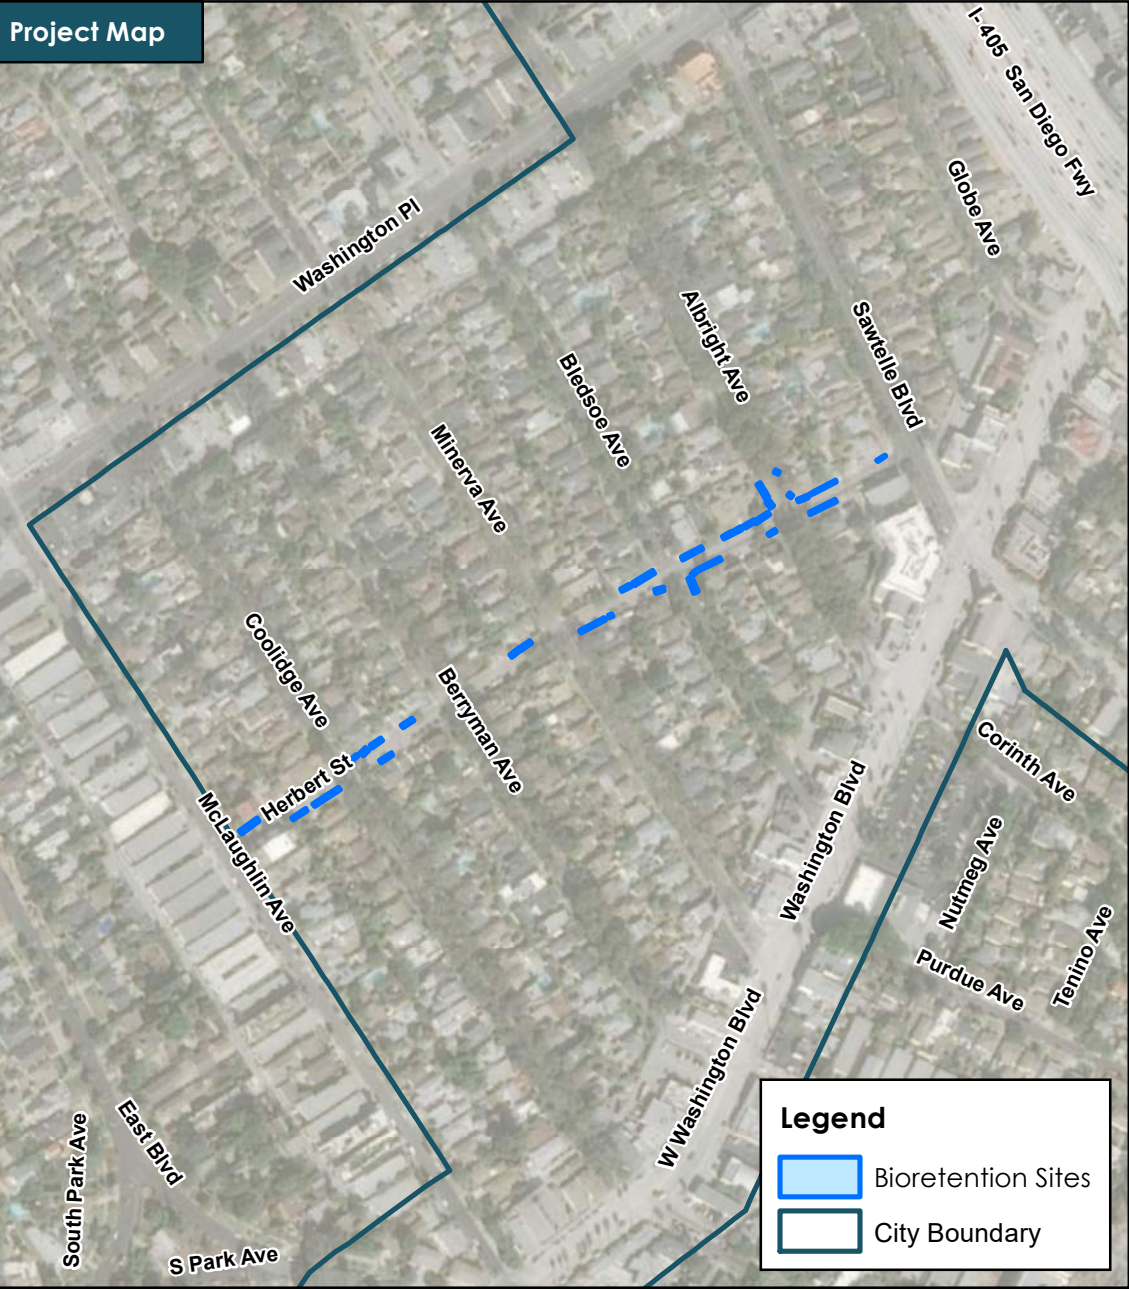 Project Map
I-405 San Diego Fwy
Globe Ave
Washington Pl
Albright Ave
Sawtelle Blvd
Bledsoe Ave
Minerva Ave
Coolidge Ave
Berryman Ave
Herbert St
McLaughlin Ave
Corinth Ave
Washington Blvd
Nutmeg Ave
Tenino Ave
Purdue Ave
W Washington Blvd
East Blvd
South Park Ave
S Park Ave
Legend
Bioretention Sites
City Boundary